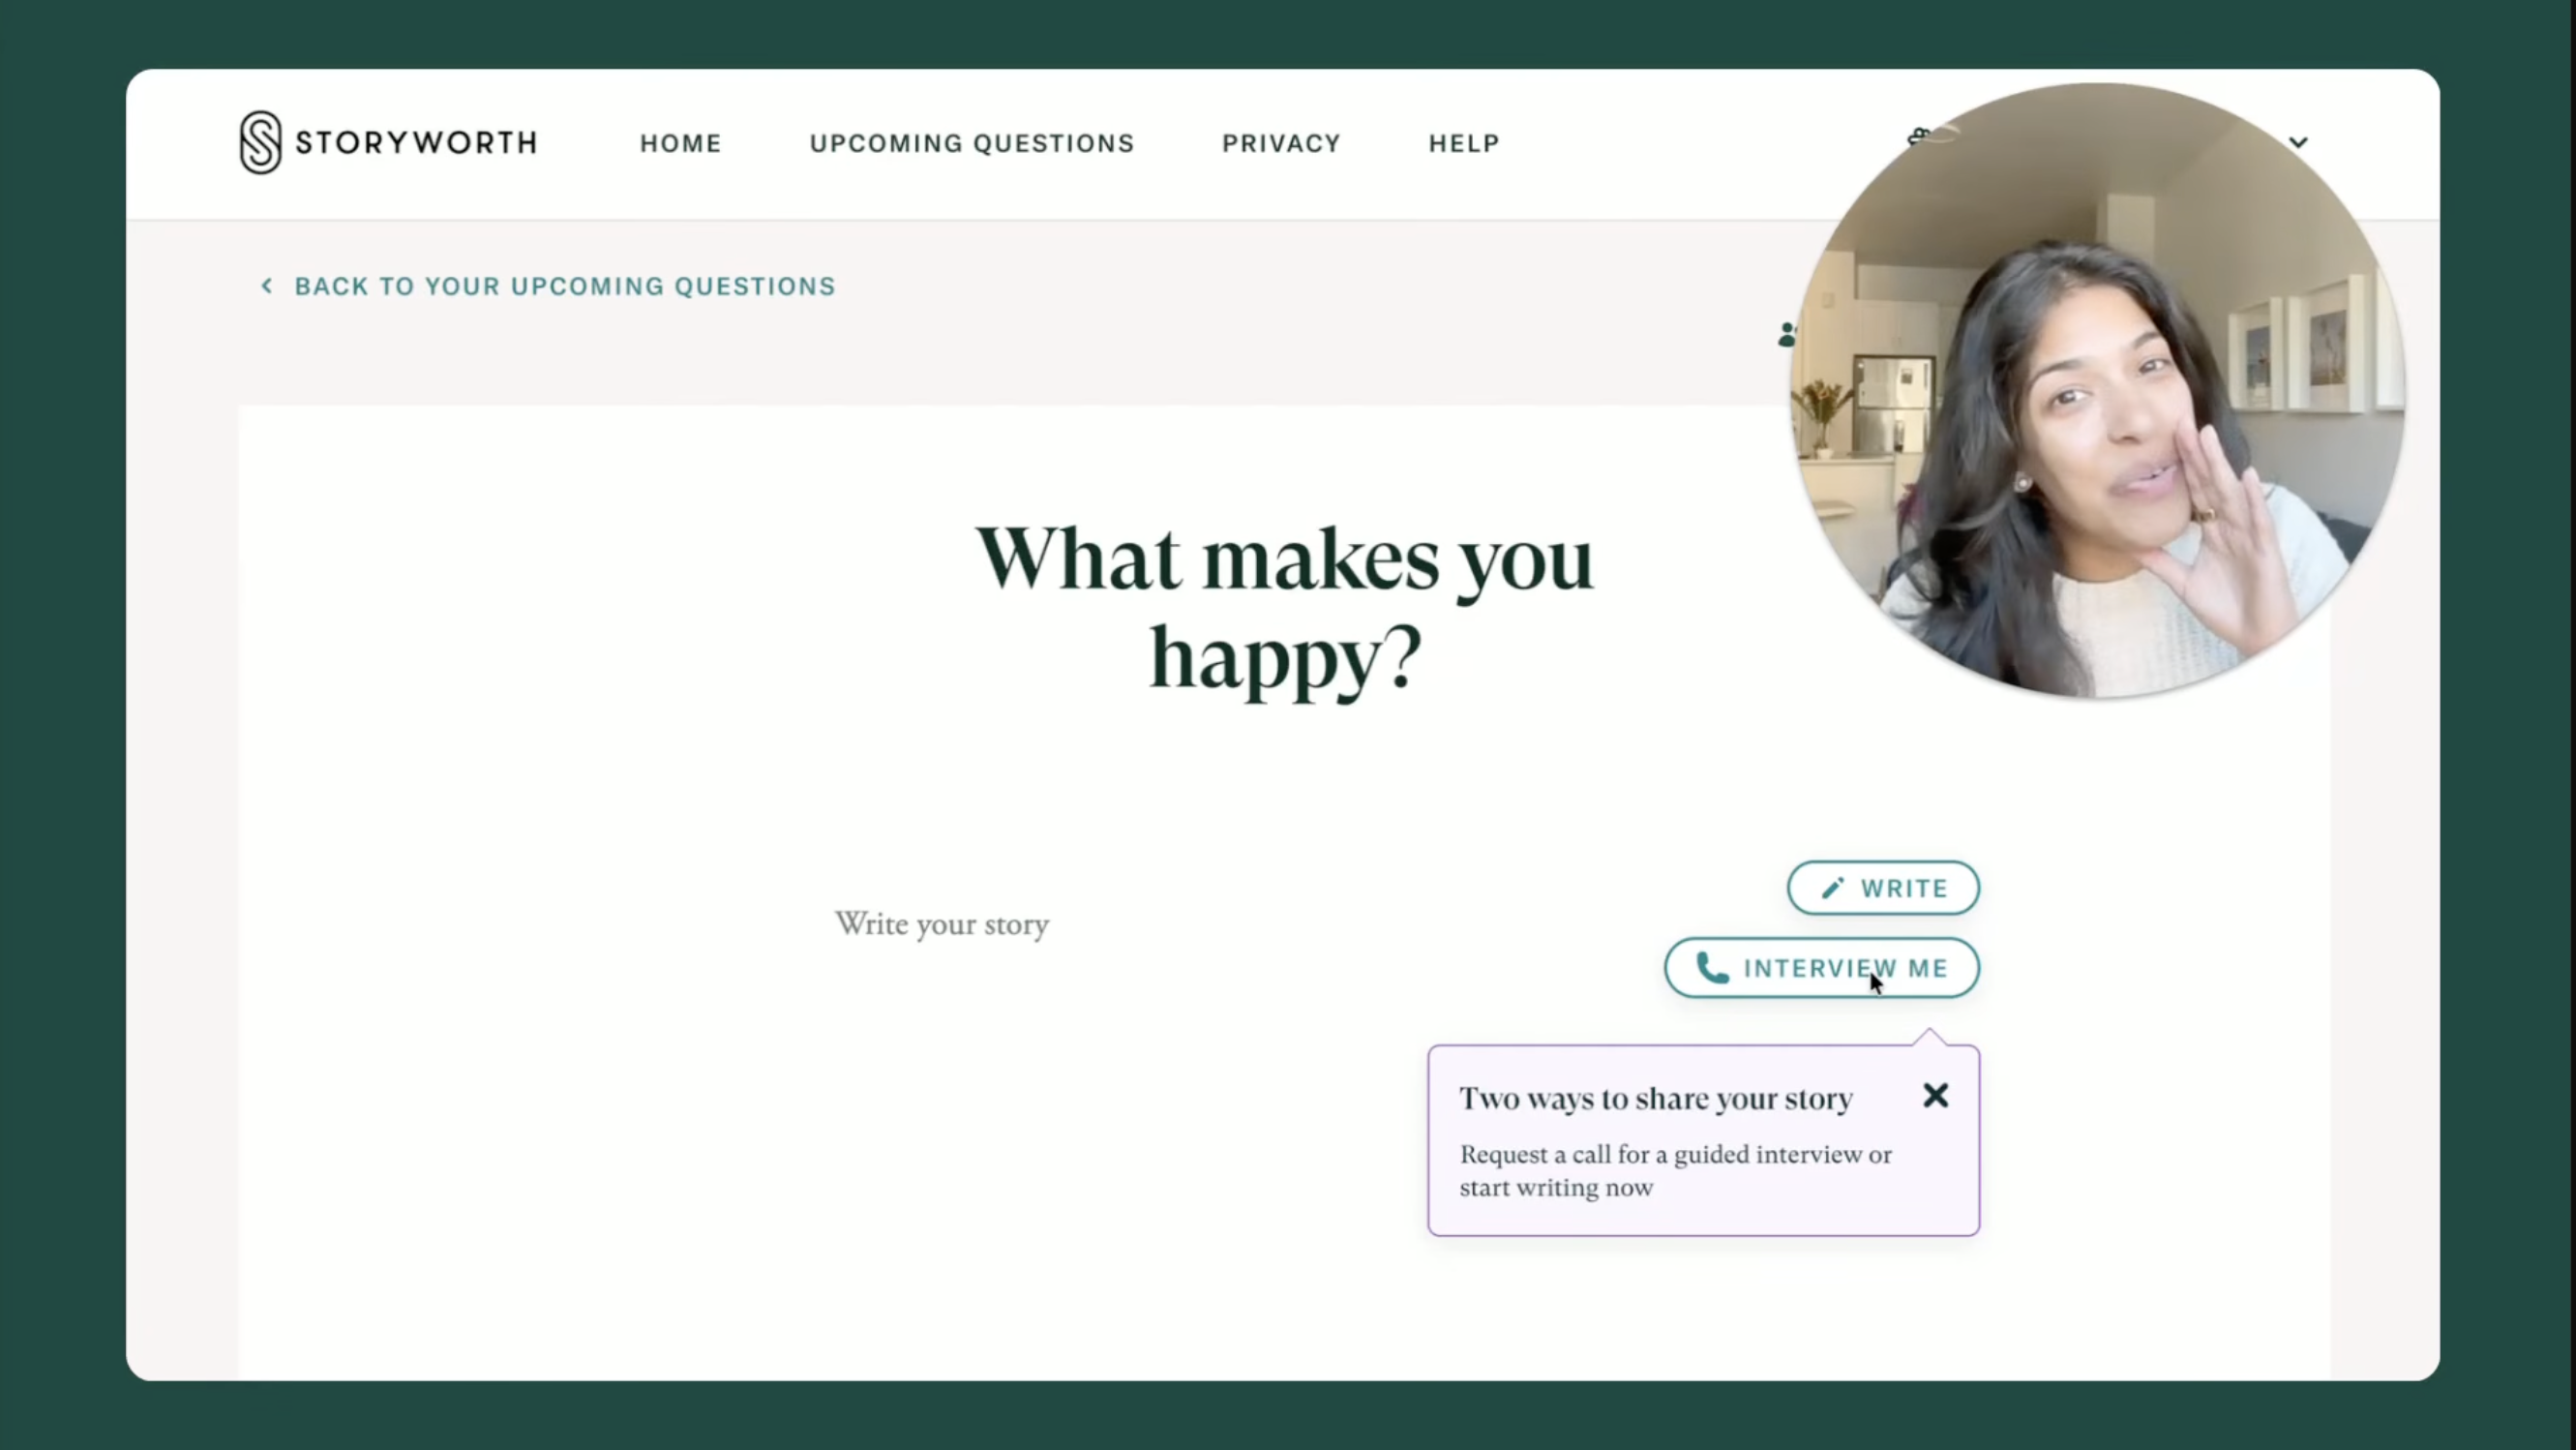 STORYWORTH
HOME
UPCOMING QUESTIONS
PRIVACY
HELP
BACK TO YOUR UPCOMING QUESTIONS
What makes you
happy?
Write your story
WRITE
INTERVIEW ME
Two ways to share your story
Request a call for a guided interview or
start writing now